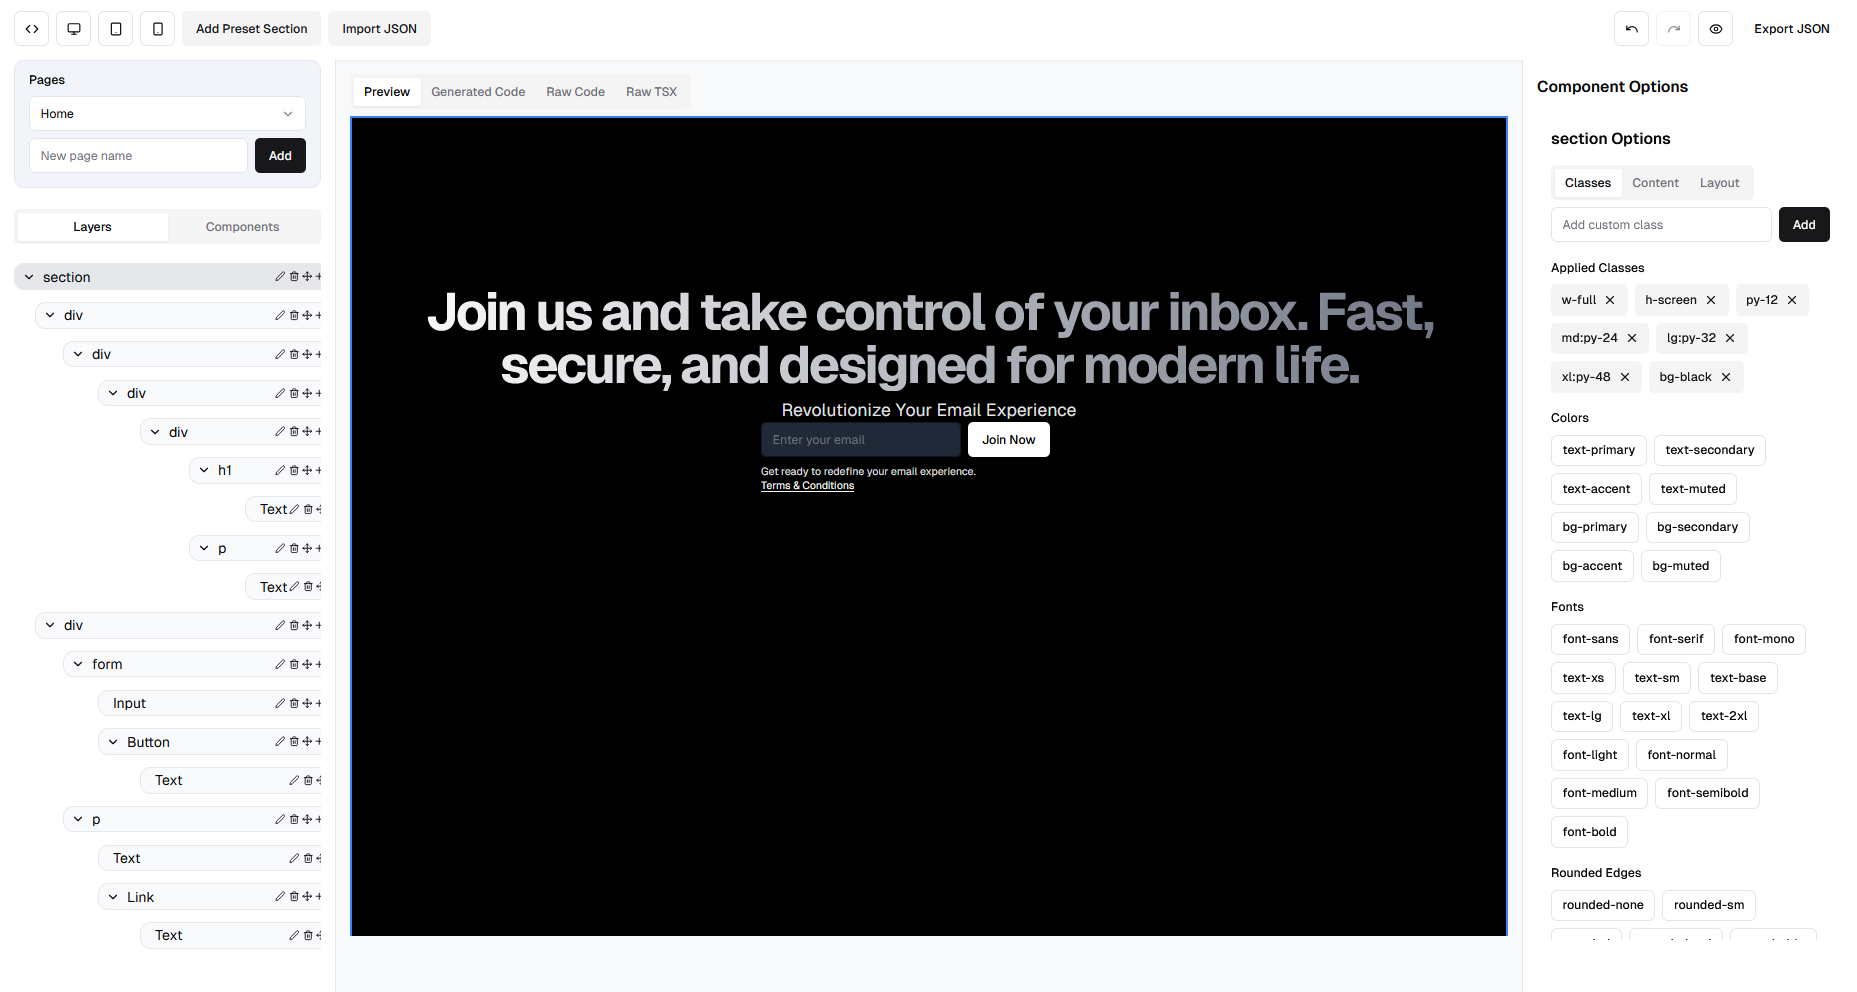 Add Preset Section
Import JSON
Export JSON
Pages
Home
New page name
Add
Layers
Components
section
div
div
div
div
h1
Text
p
Text
div
form
Input
Button
Text
p
Text
Link
Text
Preview
Generated Code
Raw Code
Raw TSX
Join us and take control of your inbox. Fast,
secure, and designed for modern life.
Revolutionize Your Email Experience
Enter your email
Join Now
Get ready to redefine your email experience.
Terms & Conditions
Component Options
section Options
Classes
Content
Layout
Add custom class
Add
Applied Classes
w-full
h-screen
py-12
md:py-24
lg:py-32
xl:py-48
bg-black
Colors
text-primary
text-secondary
text-accent
text-muted
bg-primary
bg-secondary
bg-accent
bg-muted
Fonts
font-sans
font-serif
font-mono
text-xs
text-sm
text-base
text-lg
text-xl
text-2xl
font-light
font-normal
font-medium
font-semibold
font-bold
Rounded Edges
rounded-none
rounded-sm